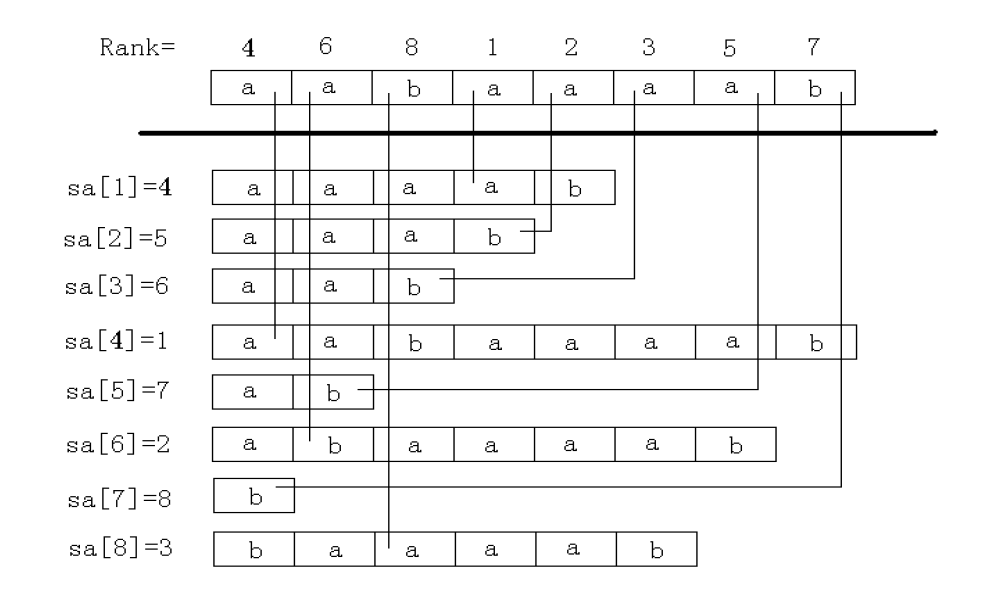 Rank= 4 6 8 1 2 3 5 7
a a b a a a a b
sa[1]=4 a a a a b
sa[2]=5 a a a b
sa[3]=6 a a b
sa[4]=1 a a b a a a a b
sa[5]=7 a b
sa[6]=2 a b a a a a b
sa[7]=8 b
sa[8]=3 b a a a a b